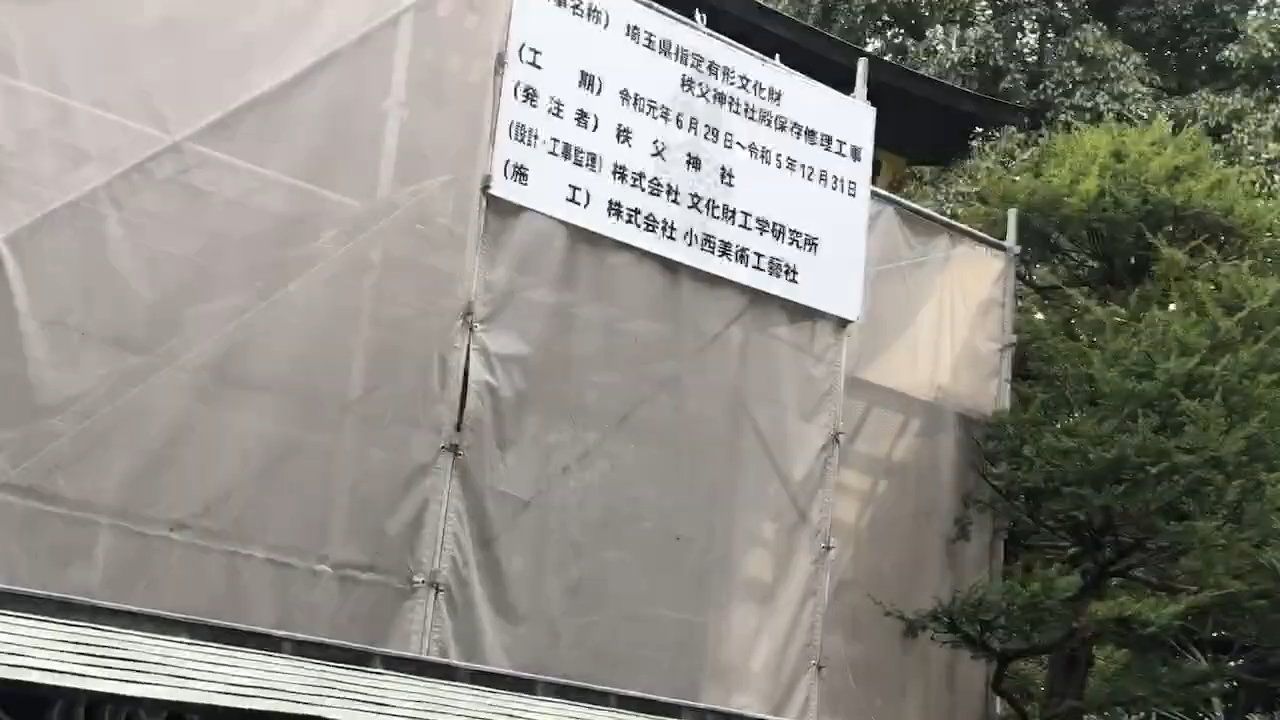 事名称) 埼玉県指定有形文化財
秩父神社社殿保存修理工事
(工 期) 令和元年6月29日~令和5年12月31日
(発 注 者) 秩 父 神 社
(設計・工事監理) 株式会社 文化財工学研究所
(施 工) 株式会社 小西美術工藝社